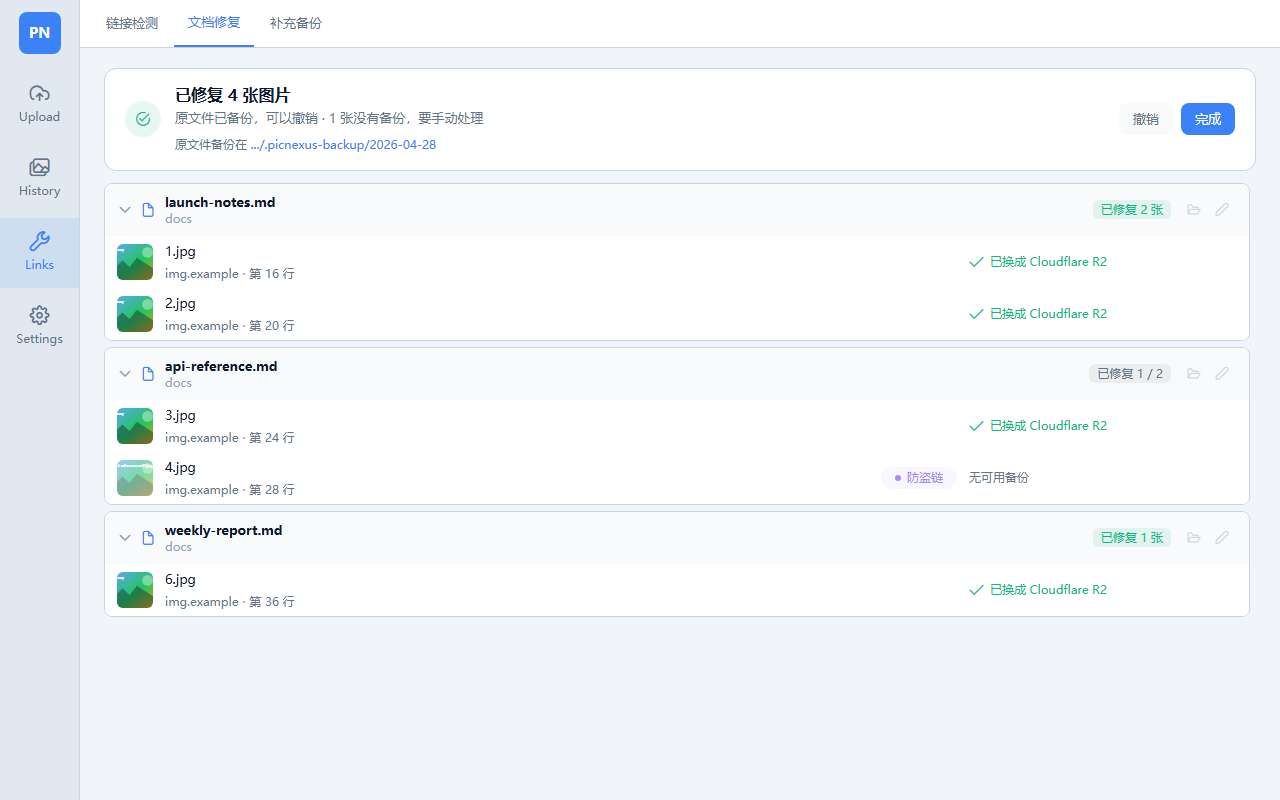 PN
Upload
History
Links
Settings
链接检测 文档修复 补充备份
已修复 4 张图片
原文件已备份，可以撤销 · 1 张没有备份，要手动处理
原文件备份在 .../.picnexus-backup/2026-04-28
撤销 完成
launch-notes.md
docs
已修复 2 张
1.jpg
img.example · 第 16 行
已换成 Cloudflare R2
2.jpg
img.example · 第 20 行
已换成 Cloudflare R2
api-reference.md
docs
已修复 1 / 2
3.jpg
img.example · 第 24 行
已换成 Cloudflare R2
4.jpg
img.example · 第 28 行
防盗链 无可用备份
weekly-report.md
docs
已修复 1 张
6.jpg
img.example · 第 36 行
已换成 Cloudflare R2